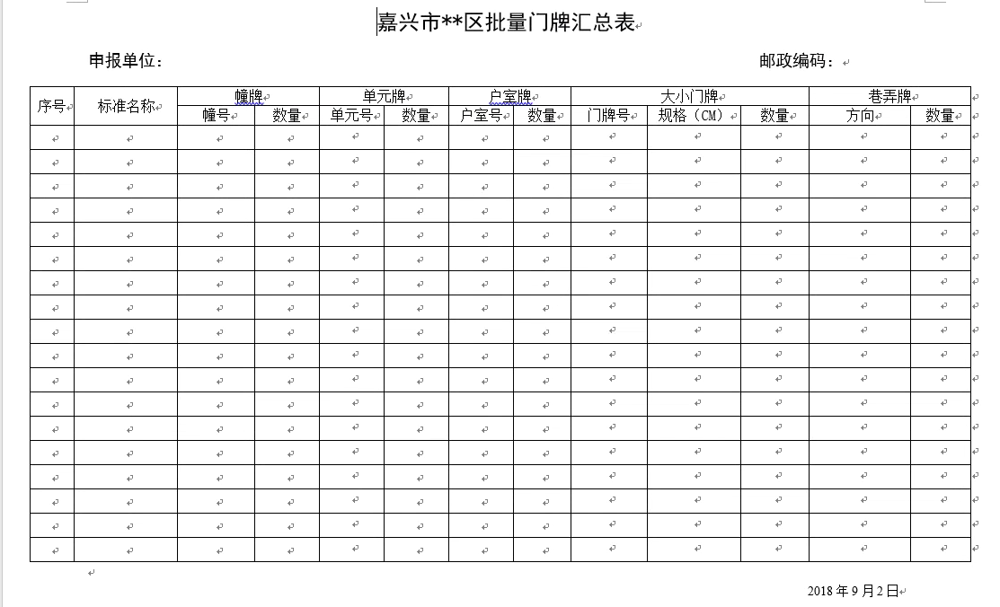 嘉兴市**区批量门牌汇总表
申报单位： 邮政编码：
序号 标准名称 幢牌 单元牌 户室牌 大小门牌 巷弄牌
幢号 数量 单元号 数量 户室号 数量 门牌号 规格（CM） 数量 方向 数量
2018 年 9 月 2 日